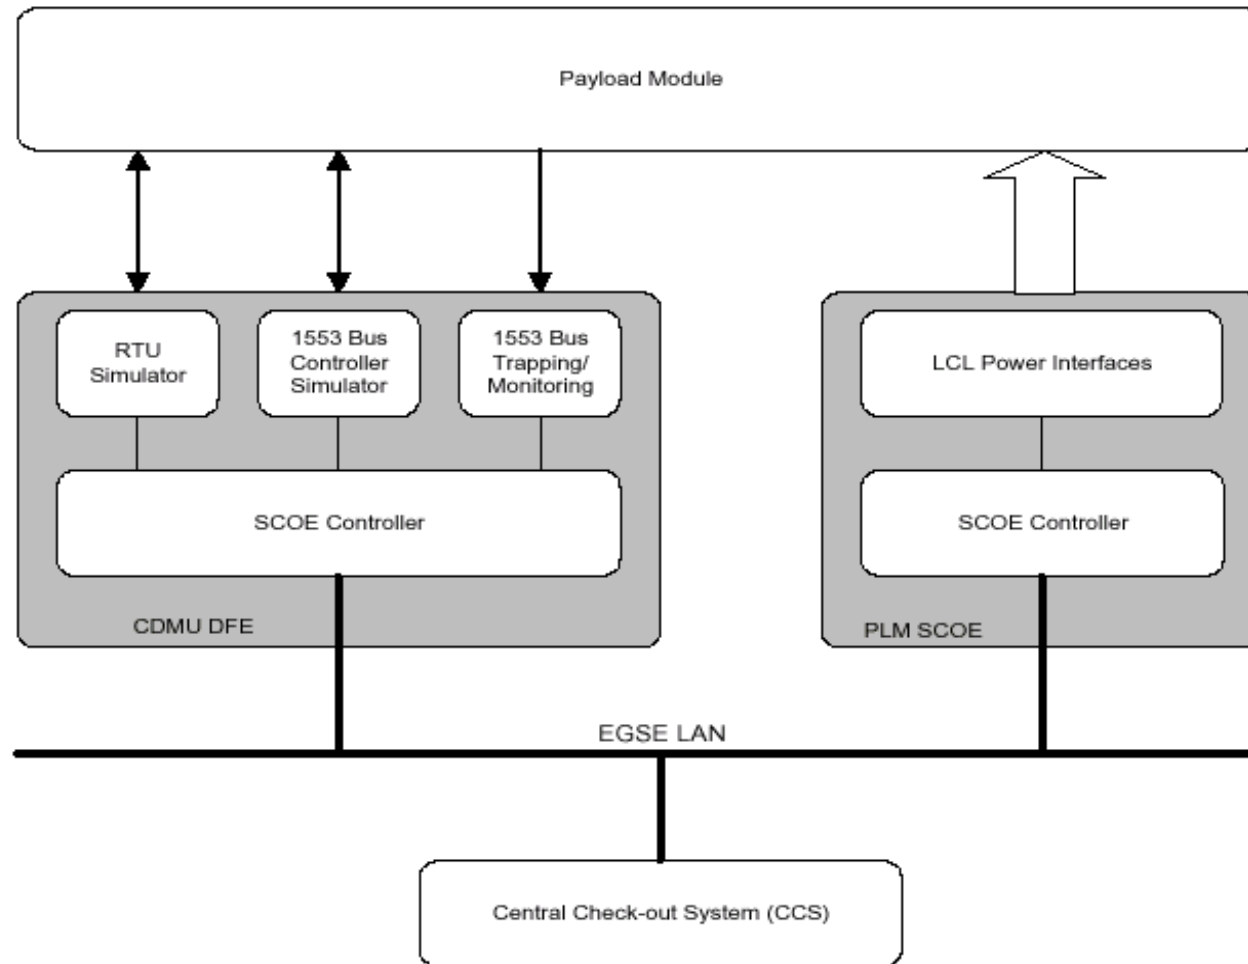 Payload Module
RTU
Simulator
1553 Bus
Controller
Simulator
1553 Bus
Trapping/
Monitoring
LCL Power Interfaces
SCOE Controller
SCOE Controller
CDMU DFE
PLM SCOE
EGSE LAN
Central Check-out System (CCS)